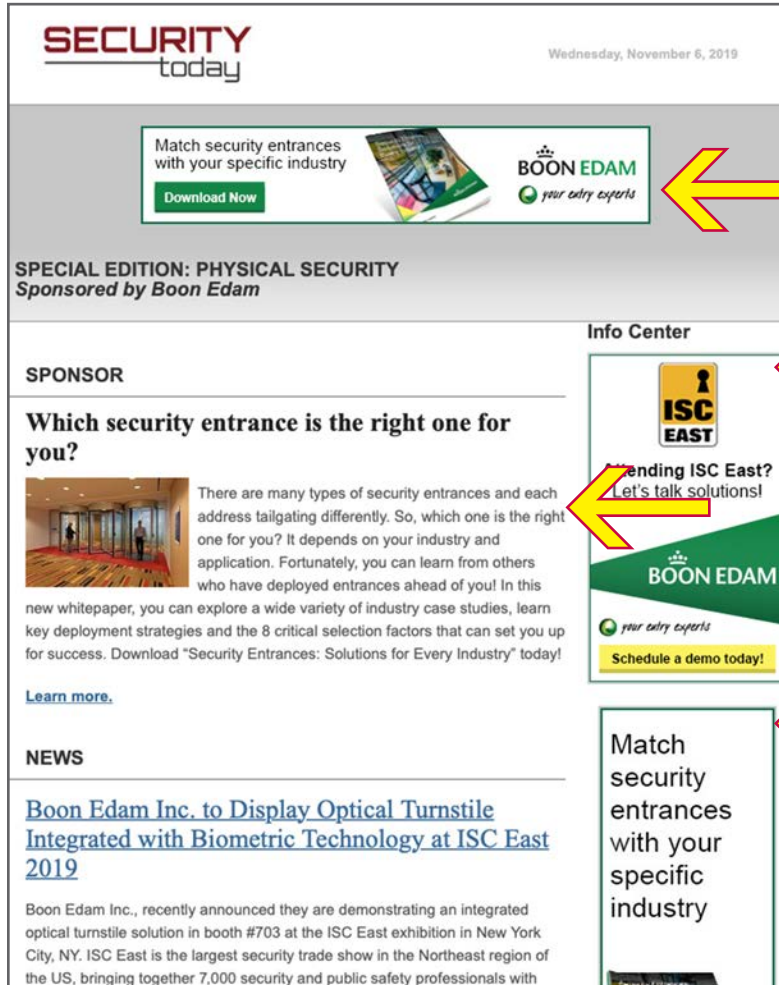 SECURITY
today
Wednesday, November 6, 2019
Match security entrances
with your specific industry
Download Now
BOON EDAM
your entry experts
SPECIAL EDITION: PHYSICAL SECURITY
Sponsored by Boon Edam
SPONSOR
Which security entrance is the right one for
you?
There are many types of security entrances and each
address tailgating differently. So, which one is the right
one for you? It depends on your industry and
application. Fortunately, you can learn from others
who have deployed entrances ahead of you! In this
new whitepaper, you can explore a wide variety of industry case studies, learn
key deployment strategies and the 8 critical selection factors that can set you up
for success. Download “Security Entrances: Solutions for Every Industry” today!
Learn more.
NEWS
Boon Edam Inc. to Display Optical Turnstile
Integrated with Biometric Technology at ISC East
2019
Boon Edam Inc., recently announced they are demonstrating an integrated
optical turnstile solution in booth #703 at the ISC East exhibition in New York
City, NY. ISC East is the largest security trade show in the Northeast region of
the US, bringing together 7,000 security and public safety professionals with
Info Center
ISC
EAST
Attending ISC East?
Let's talk solutions!
BOON EDAM
your entry experts
Schedule a demo today!
Match
security
entrances
with your
specific
industry